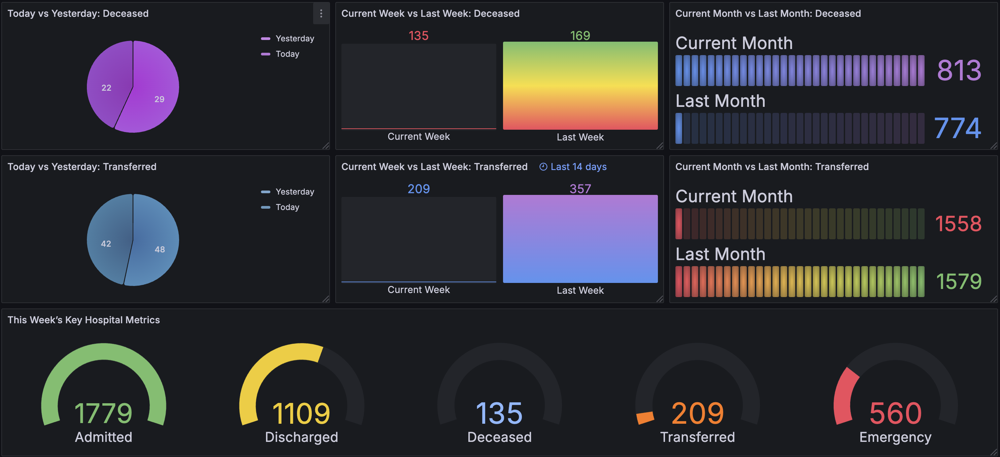 Today vs Yesterday: Deceased
Yesterday
Today
22
29
Current Week vs Last Week: Deceased
135
169
Current Week
Last Week
Current Month vs Last Month: Deceased
Current Month
813
Last Month
774
Today vs Yesterday: Transferred
Yesterday
Today
42
48
Current Week vs Last Week: Transferred
Last 14 days
209
357
Current Week
Last Week
Current Month vs Last Month: Transferred
Current Month
1558
Last Month
1579
This Week’s Key Hospital Metrics
1779
Admitted
1109
Discharged
135
Deceased
209
Transferred
560
Emergency